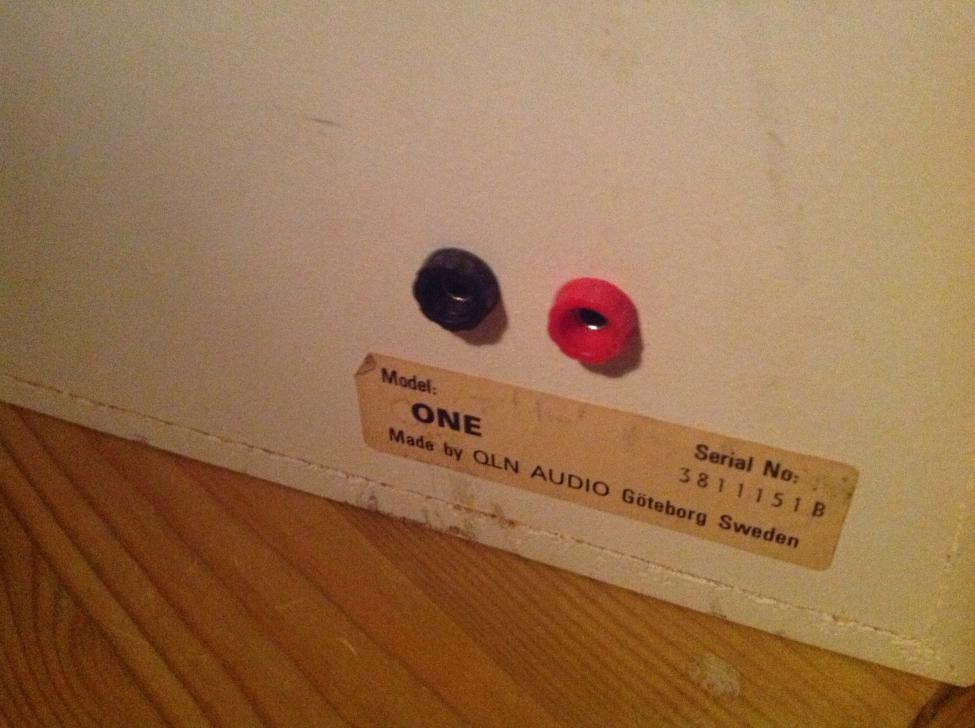 Model:
ONE
Serial No:
3811151B
Made by QLN AUDIO Göteborg Sweden